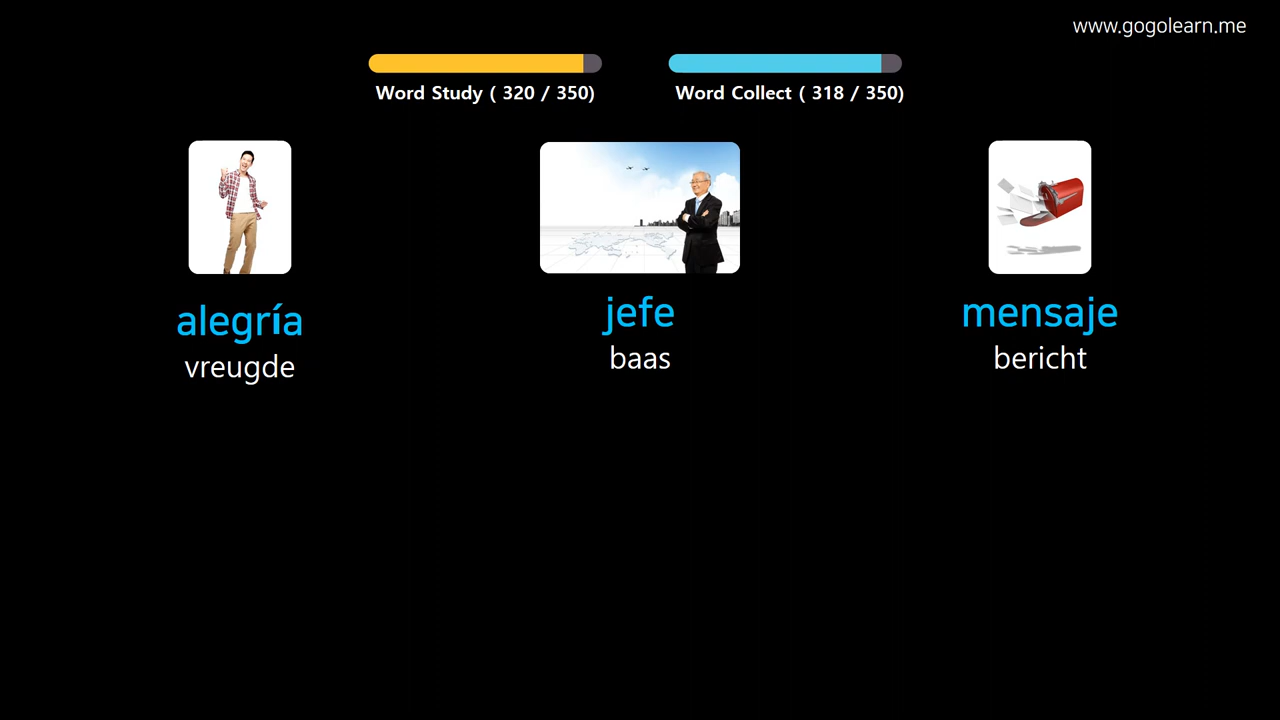 www.gogolearn.me
Word Study ( 320 / 350)
Word Collect ( 318 / 350)
alegría
vreugde
jefe
baas
mensaje
bericht